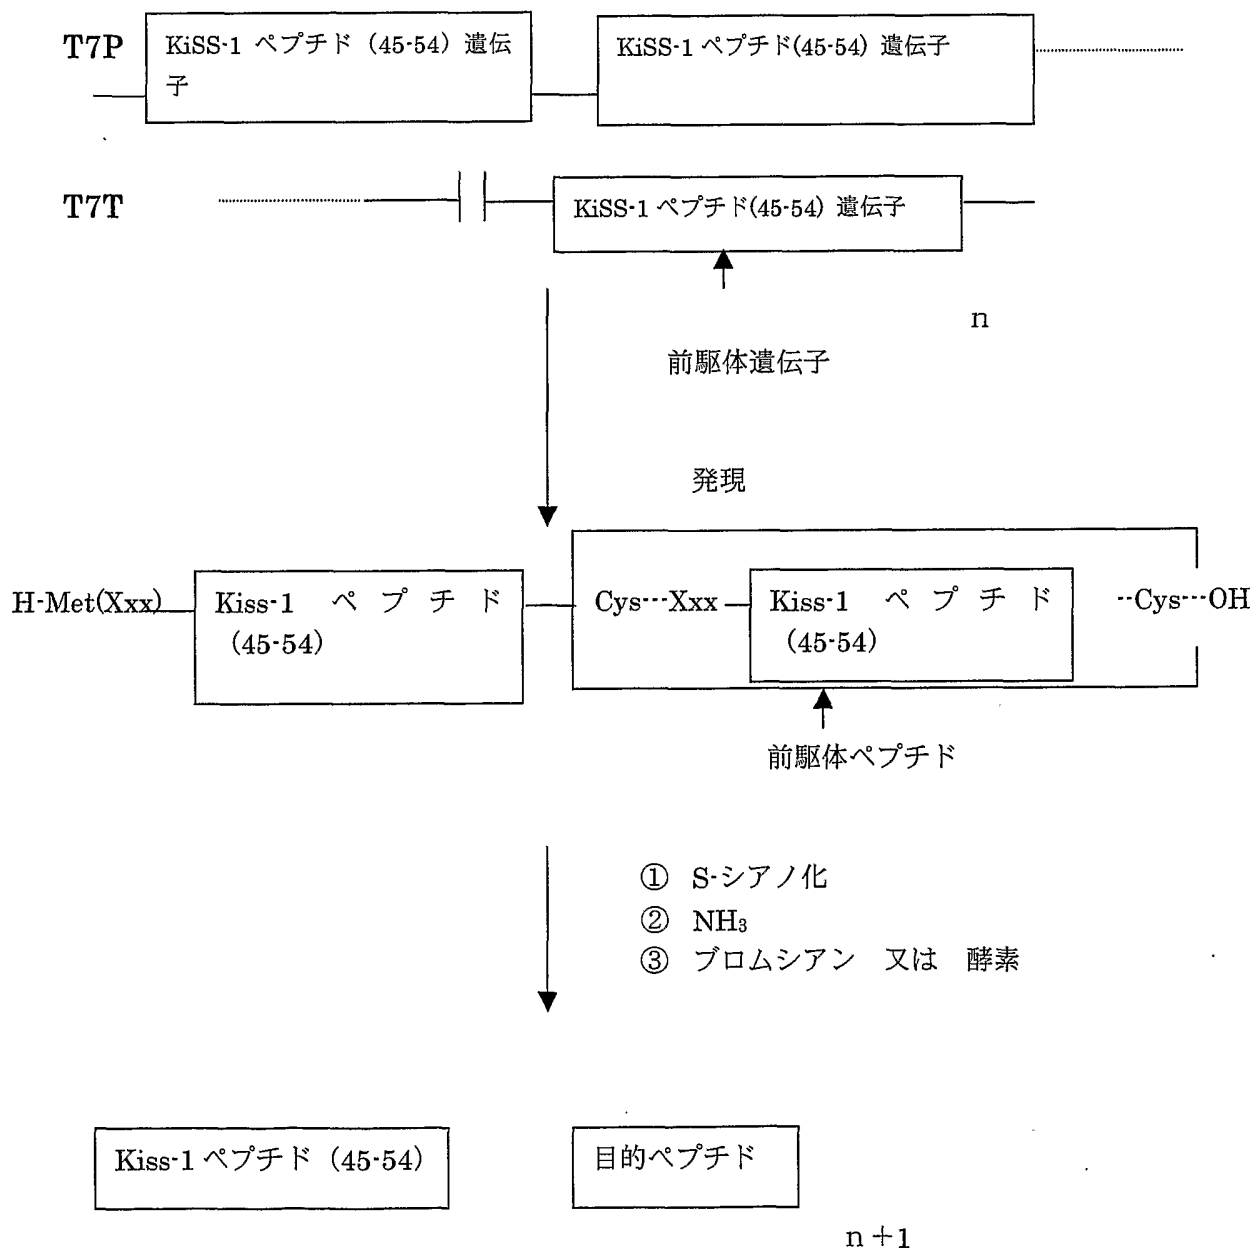 T7P
KiSS-1 ペプチド (45-54) 遺伝
子
KiSS-1 ペプチド(45-54) 遺伝子
T7T
KiSS-1 ペプチド(45-54) 遺伝子
n
前駆体遺伝子
発現
H-Met(Xxx)
Kiss-1 ペプチド
(45-54)
Cys---Xxx
Kiss-1 ペプチド
(45-54)
--Cys---OH
前駆体ペプチド
① S-シアノ化
② NH₃
③ ブロムシアン 又は 酵素
Kiss-1 ペプチド (45-54)
目的ペプチド
n+1